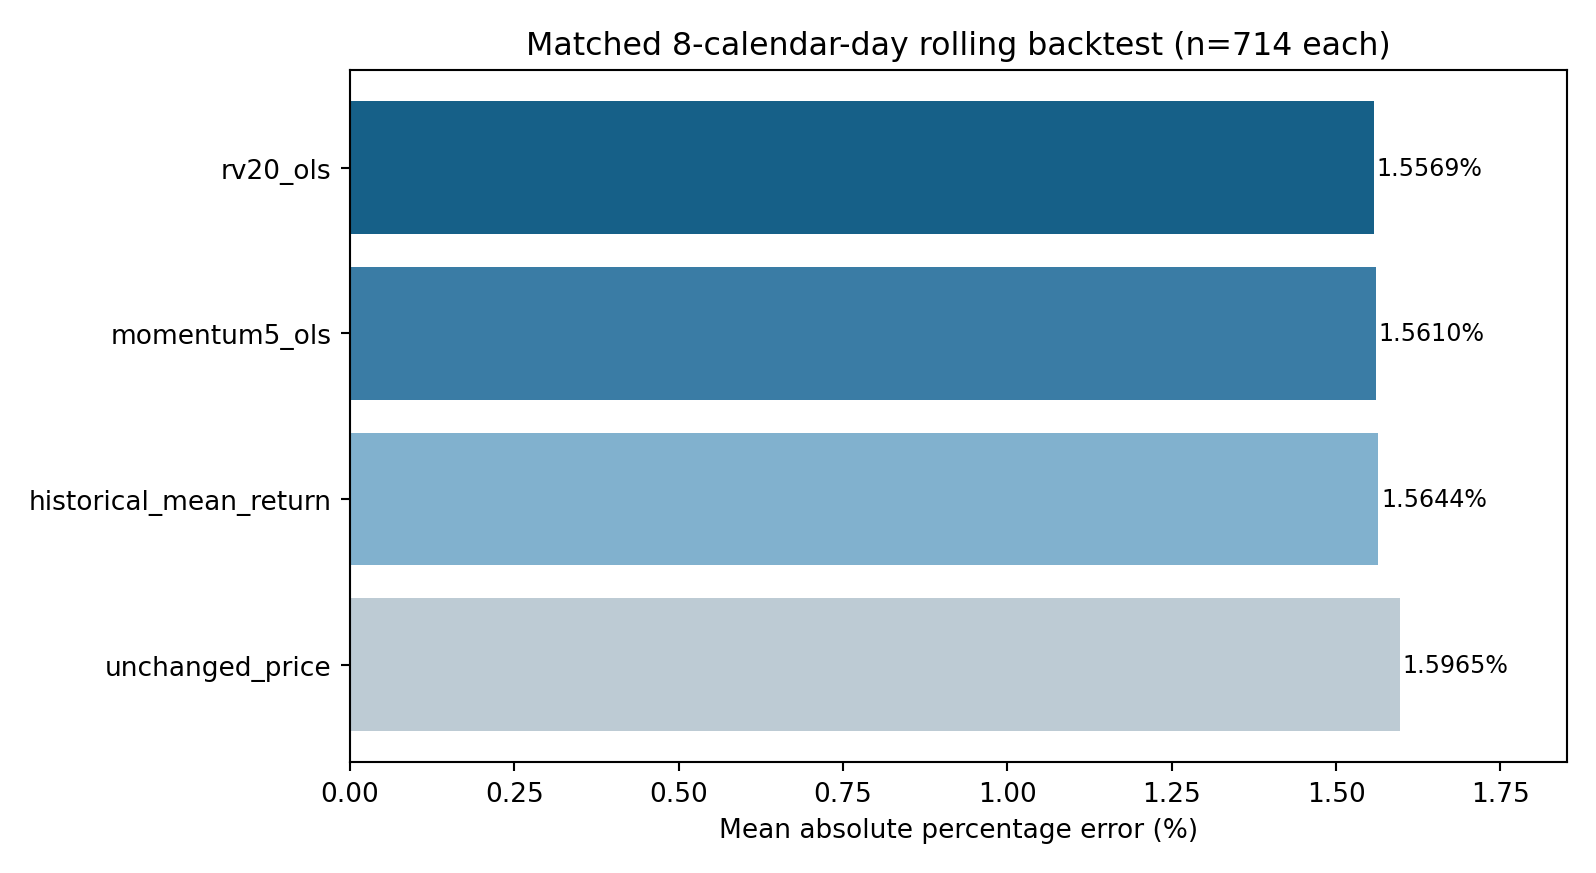 Matched 8-calendar-day rolling backtest (n=714 each)
rv20_ols
1.5569%
momentum5_ols
1.5610%
historical_mean_return
1.5644%
unchanged_price
1.5965%
0.00 0.25 0.50 0.75 1.00 1.25 1.50 1.75
Mean absolute percentage error (%)